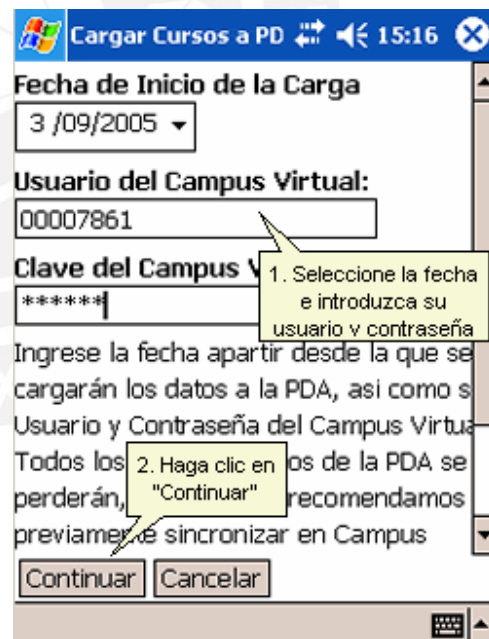 Cargar Cursos a PD 15:16
Fecha de Inicio de la Carga
3 /09/2005
Usuario del Campus Virtual:
00007861
Clave del Campus V
******
1. Seleccione la fecha
e introduzca su
usuario y contraseña
Ingrese la fecha apartir desde la que se
cargarán los datos a la PDA, asi como s
Usuario y Contraseña del Campus Virtua
Todos los os de la PDA se
perderán, recomendamos
previamente sincronizar en Campus
2. Haga clic en
"Continuar"
Continuar Cancelar